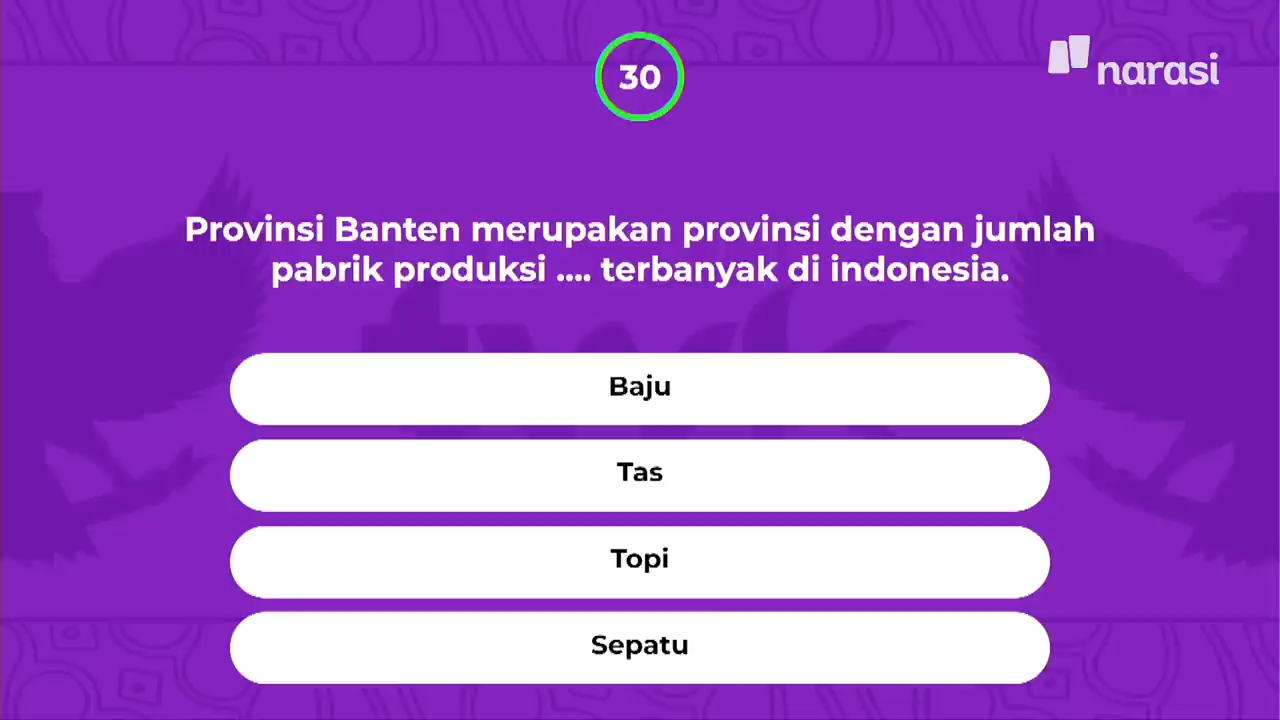 30
narasi
Provinsi Banten merupakan provinsi dengan jumlah
pabrik produksi .... terbanyak di indonesia.
Baju
Tas
Topi
Sepatu